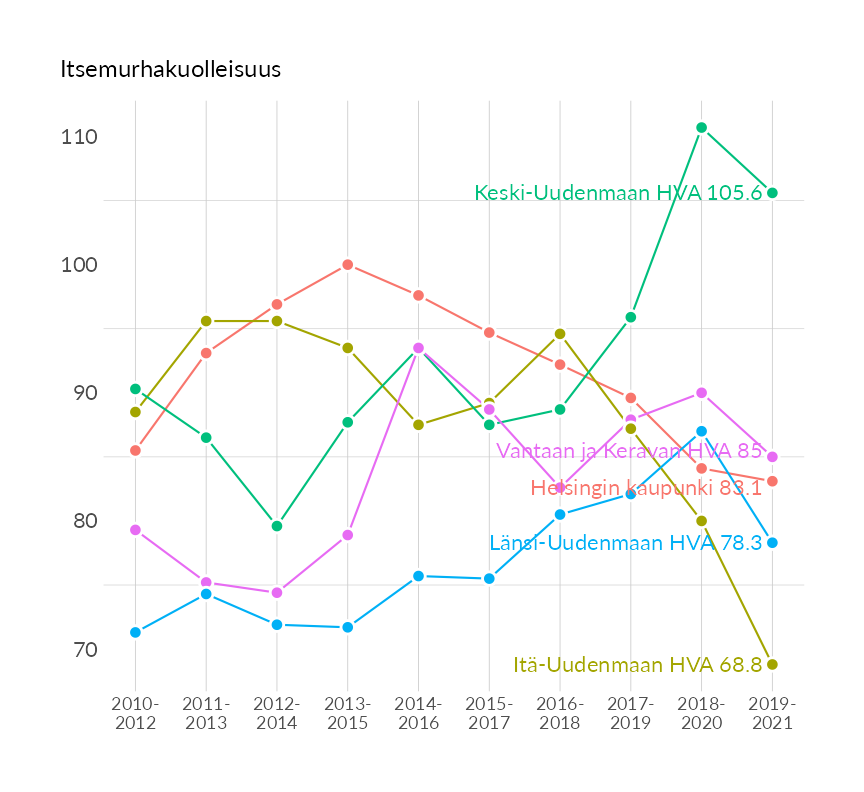 Itsemurhakuolleisuus
110
Keski-Uudenmaan HVA 105.6
100
90
Vantaan ja Keravan HVA 85
Helsingin kaupunki 83.1
80
Länsi-Uudenmaan HVA 78.3
70
Itä-Uudenmaan HVA 68.8
2010- 2011- 2012- 2013- 2014- 2015- 2016- 2017- 2018- 2019-
2012 2013 2014 2015 2016 2017 2018 2019 2020 2021